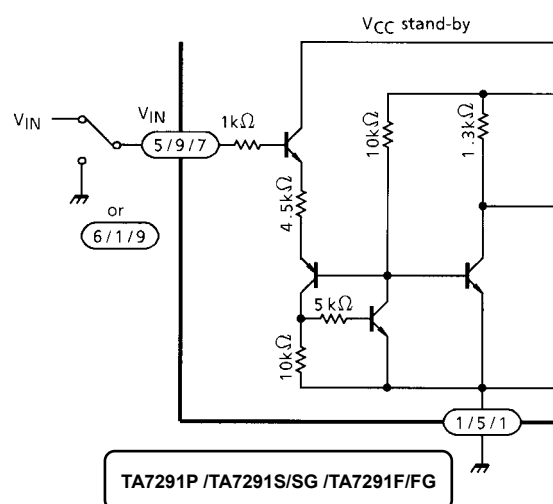 VCC stand-by
VIN
VIN
5/9/7
1kΩ
10kΩ
1.3kΩ
or
6/1/9
4.5kΩ
5kΩ
10kΩ
1/5/1
TA7291P /TA7291S/SG /TA7291F/FG